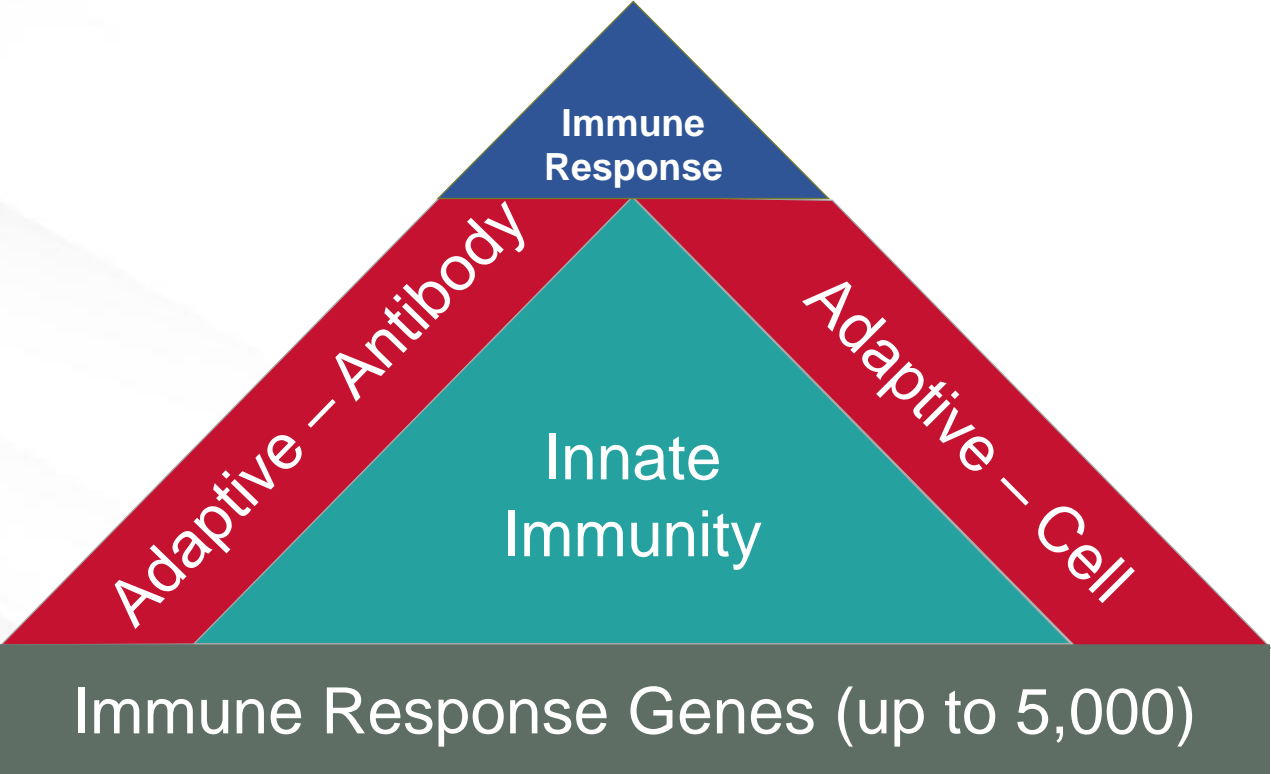 Immune
Response
Adaptive – Antibody
Adaptive – Cell
Innate
Immunity
Immune Response Genes (up to 5,000)